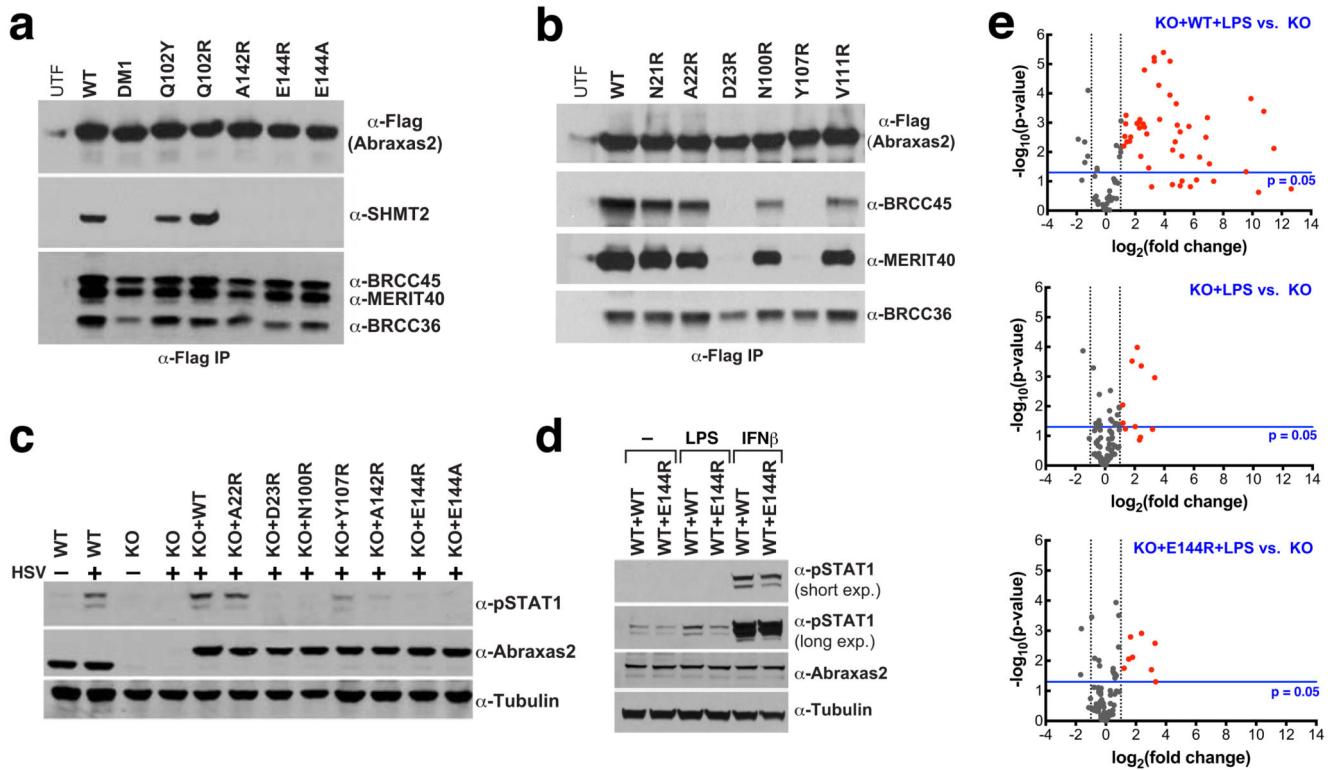 a
UTF
WT
DM1
Q102Y
Q102R
A142R
E144R
E144A
α-Flag
(Abraxas2)
α-SHMT2
α-BRCC45
α-MERIT40
α-BRCC36
α-Flag IP
b
UTF
WT
N21R
A22R
D23R
N100R
Y107R
V111R
α-Flag
(Abraxas2)
α-BRCC45
α-MERIT40
α-BRCC36
α-Flag IP
c
WT
WT
KO
KO
KO+WT
KO+A22R
KO+D23R
KO+N100R
KO+Y107R
KO+A142R
KO+E144R
KO+E144A
HSV − + − + + + + + + + + +
α-pSTAT1
α-Abraxas2
α-Tubulin
d
− LPS IFNβ
WT+WT
WT+E144R
WT+WT
WT+E144R
WT+WT
WT+E144R
α-pSTAT1
(short exp.)
α-pSTAT1
(long exp.)
α-Abraxas2
α-Tubulin
e
KO+WT+LPS vs. KO
6
5
4
3
2
1
0
-log10(p-value)
p = 0.05
-4 -2 0 2 4 6 8 10 12 14
log2(fold change)
KO+LPS vs. KO
6
5
4
3
2
1
0
-log10(p-value)
p = 0.05
-4 -2 0 2 4 6 8 10 12 14
log2(fold change)
KO+E144R+LPS vs. KO
6
5
4
3
2
1
0
-log10(p-value)
p = 0.05
-4 -2 0 2 4 6 8 10 12 14
log2(fold change)